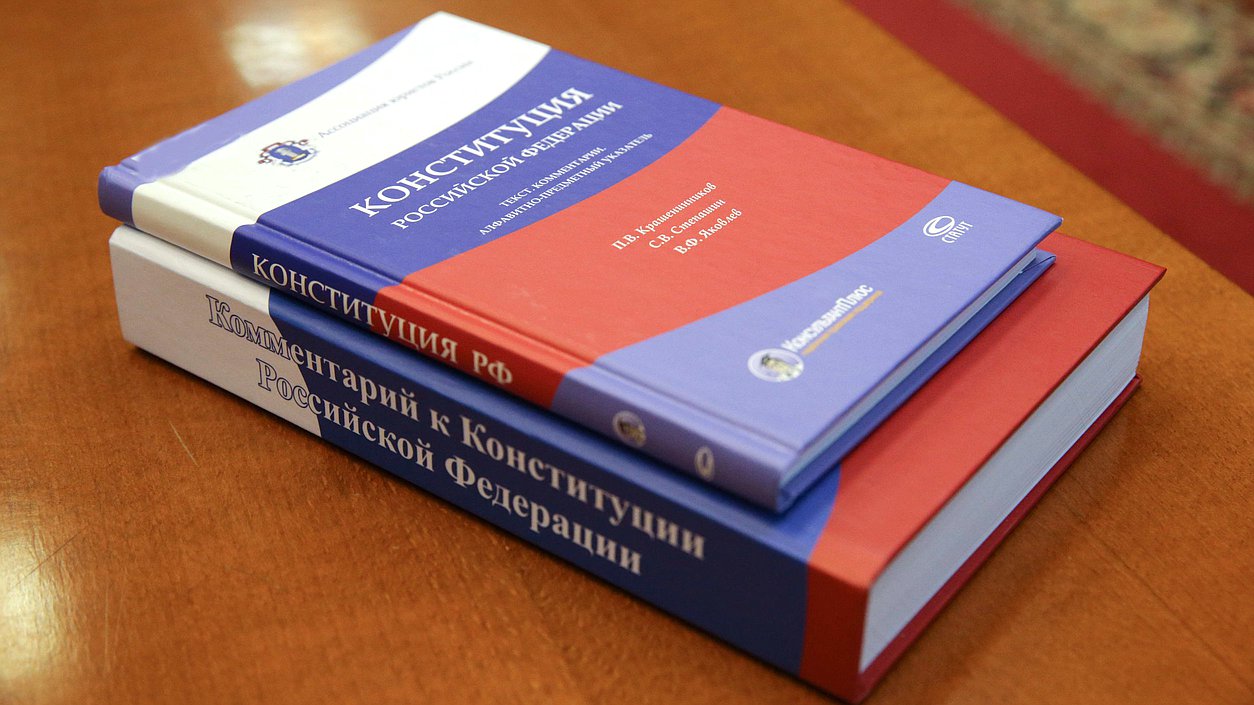 Ассоциация юристов России
КОНСТИТУЦИЯ
РОССИЙСКОЙ ФЕДЕРАЦИИ
ТЕКСТ, КОММЕНТАРИИ,
АЛФАВИТНО-ПРЕДМЕТНЫЙ УКАЗАТЕЛЬ
П.В. Крашенинников
С.В. Степашин
В.Ф. Яковлев
СТАТУТ
КонсультантПлюс
КОНСТИТУЦИЯ РФ
Комментарий к Конституции
Российской Федерации